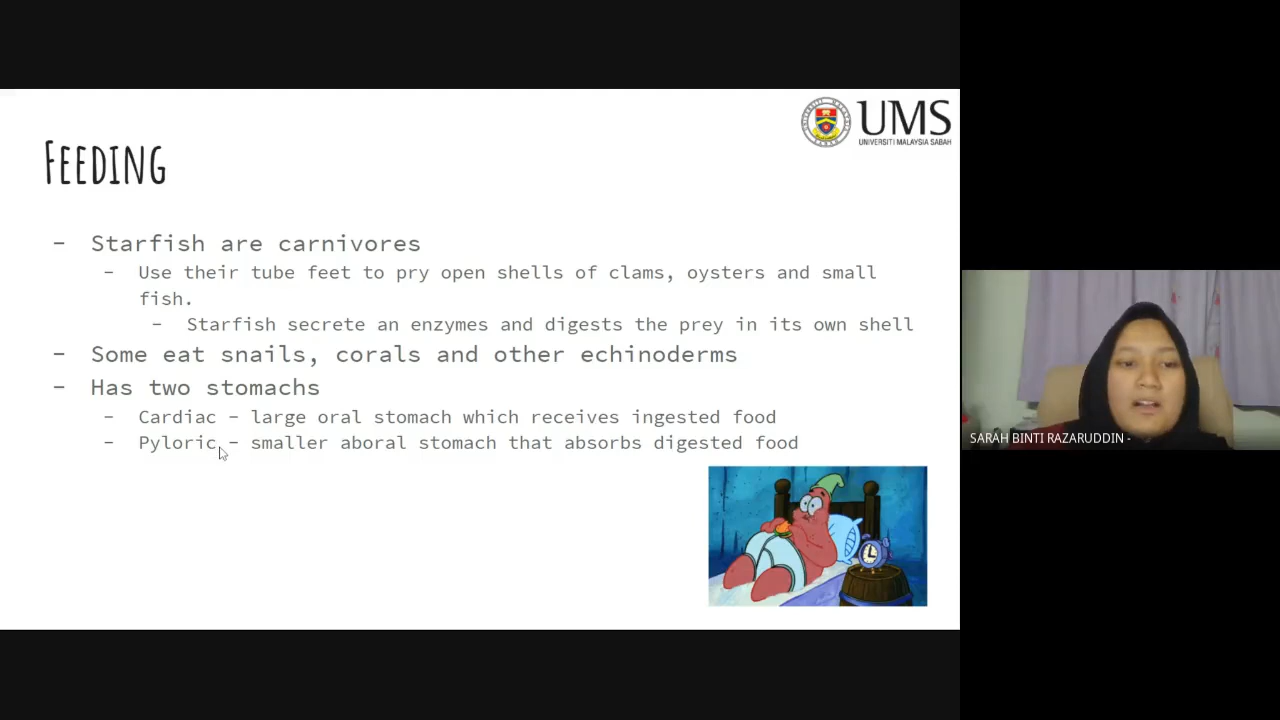 UMS
UNIVERSITI MALAYSIA SABAH
FEEDING
- Starfish are carnivores
- Use their tube feet to pry open shells of clams, oysters and small
fish.
- Starfish secrete an enzymes and digests the prey in its own shell
- Some eat snails, corals and other echinoderms
- Has two stomachs
- Cardiac - large oral stomach which receives ingested food
- Pyloric - smaller aboral stomach that absorbs digested food
SARAH BINTI RAZARUDDIN -